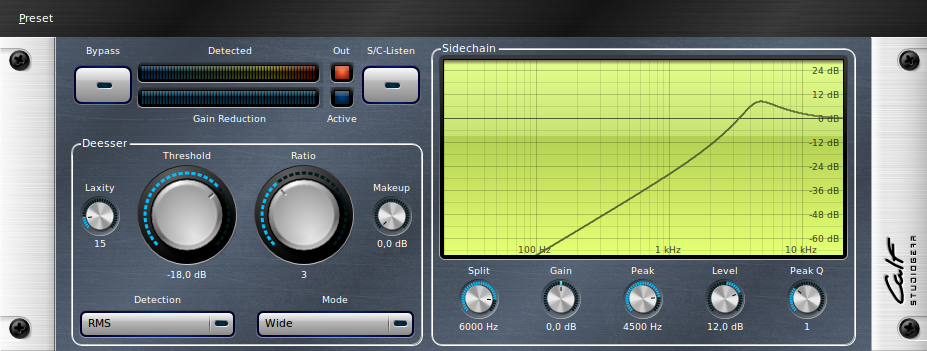 Preset
Bypass
Detected
Out
S/C-Listen
Gain Reduction
Active
Deesser
Threshold
Ratio
Laxity
Makeup
15
0,0 dB
-18,0 dB
3
Detection
Mode
RMS
Wide
Sidechain
24 dB
12 dB
0 dB
-12 dB
-24 dB
-36 dB
-48 dB
-60 dB
100 Hz
1 kHz
10 kHz
Split
Gain
Peak
Level
Peak Q
6000 Hz
0,0 dB
4500 Hz
12,0 dB
1
Calf
STUDIOGEAR